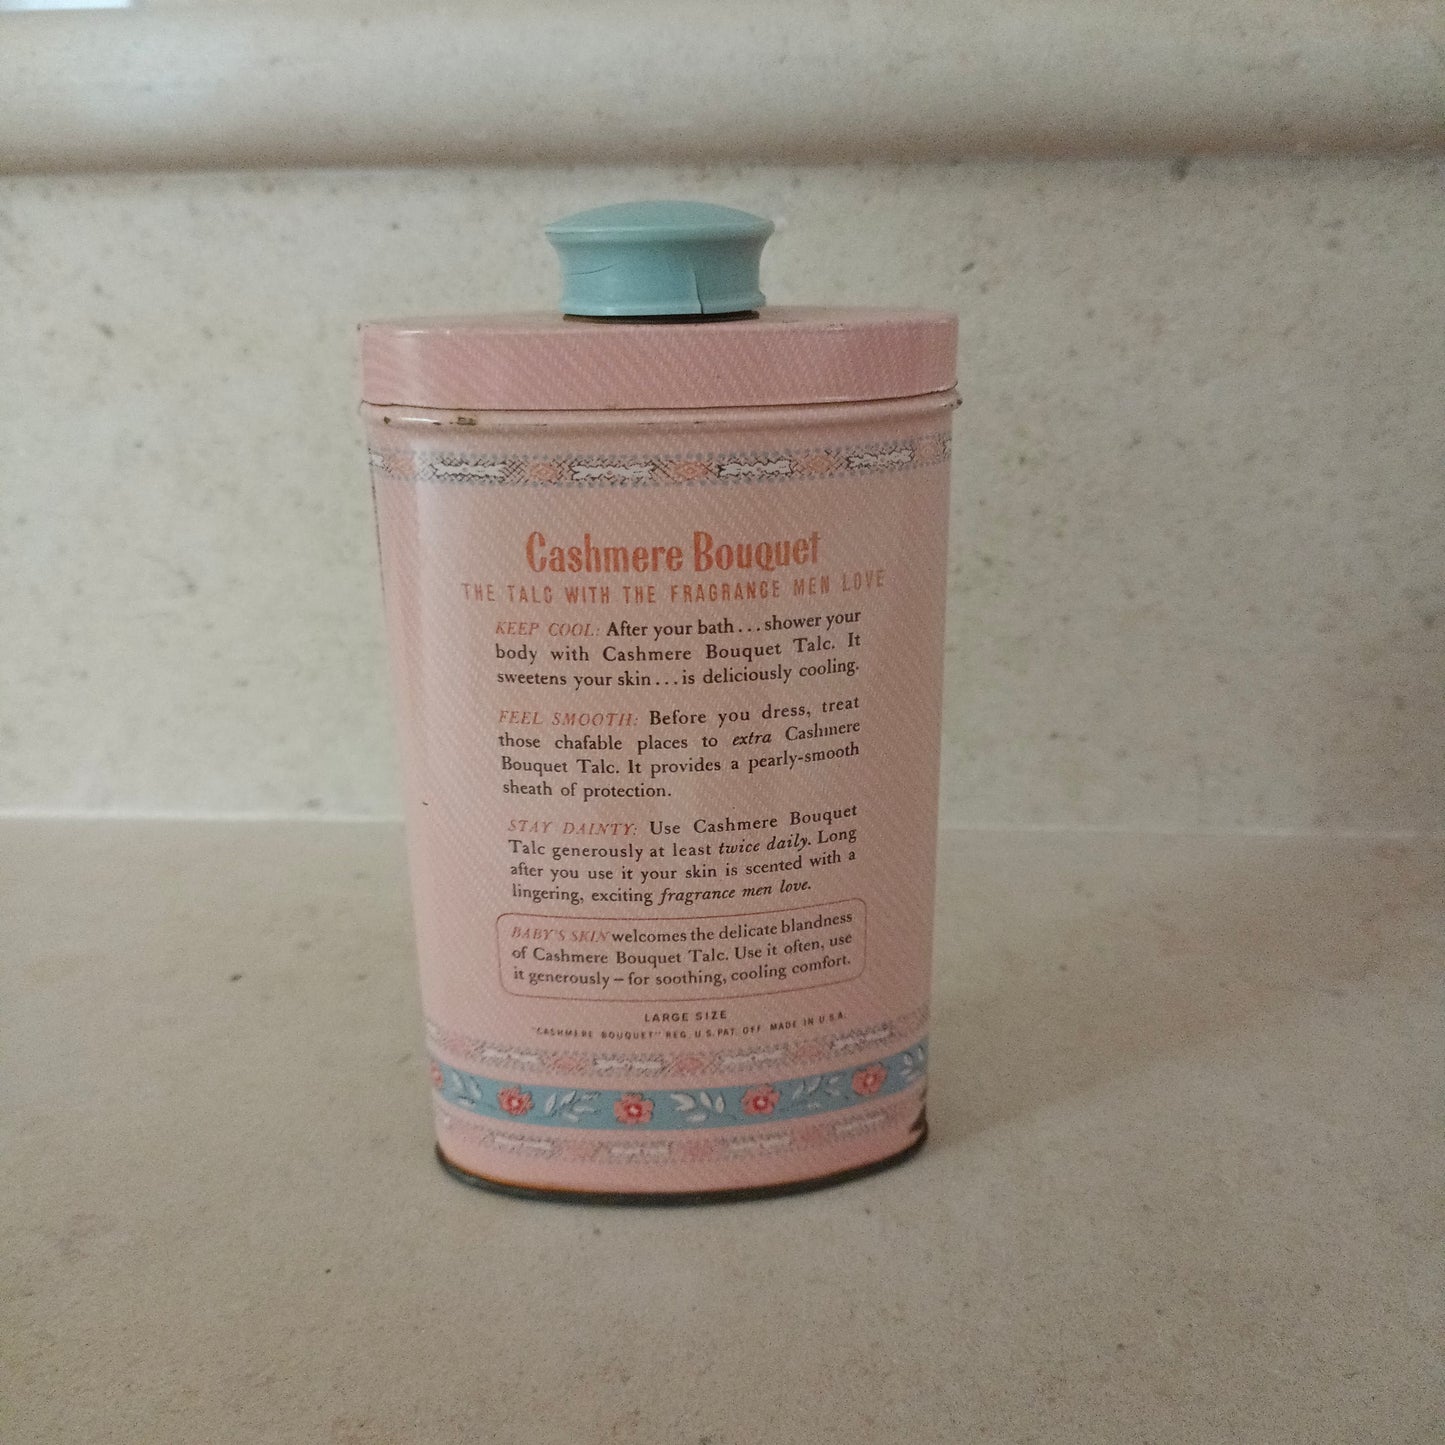 Cashmere Bouquet
THE TALC WITH THE FRAGRANCE MEN LOVE
KEEP COOL: After your bath . . . shower your
body with Cashmere Bouquet Talc. It
sweetens your skin . . . is deliciously cooling.
FEEL SMOOTH: Before you dress, treat
those chafable places to extra Cashmere
Bouquet Talc. It provides a pearly-smooth
sheath of protection.
STAY DAINTY: Use Cashmere Bouquet
Talc generously at least twice daily. Long
after you use it your skin is scented with a
lingering, exciting fragrance men love.
BABY'S SKIN welcomes the delicate blandness
of Cashmere Bouquet Talc. Use it often, use
it generously – for soothing, cooling comfort.
LARGE SIZE
"CASHMERE BOUQUET" REG. U.S. PAT. OFF. MADE IN U.S.A.